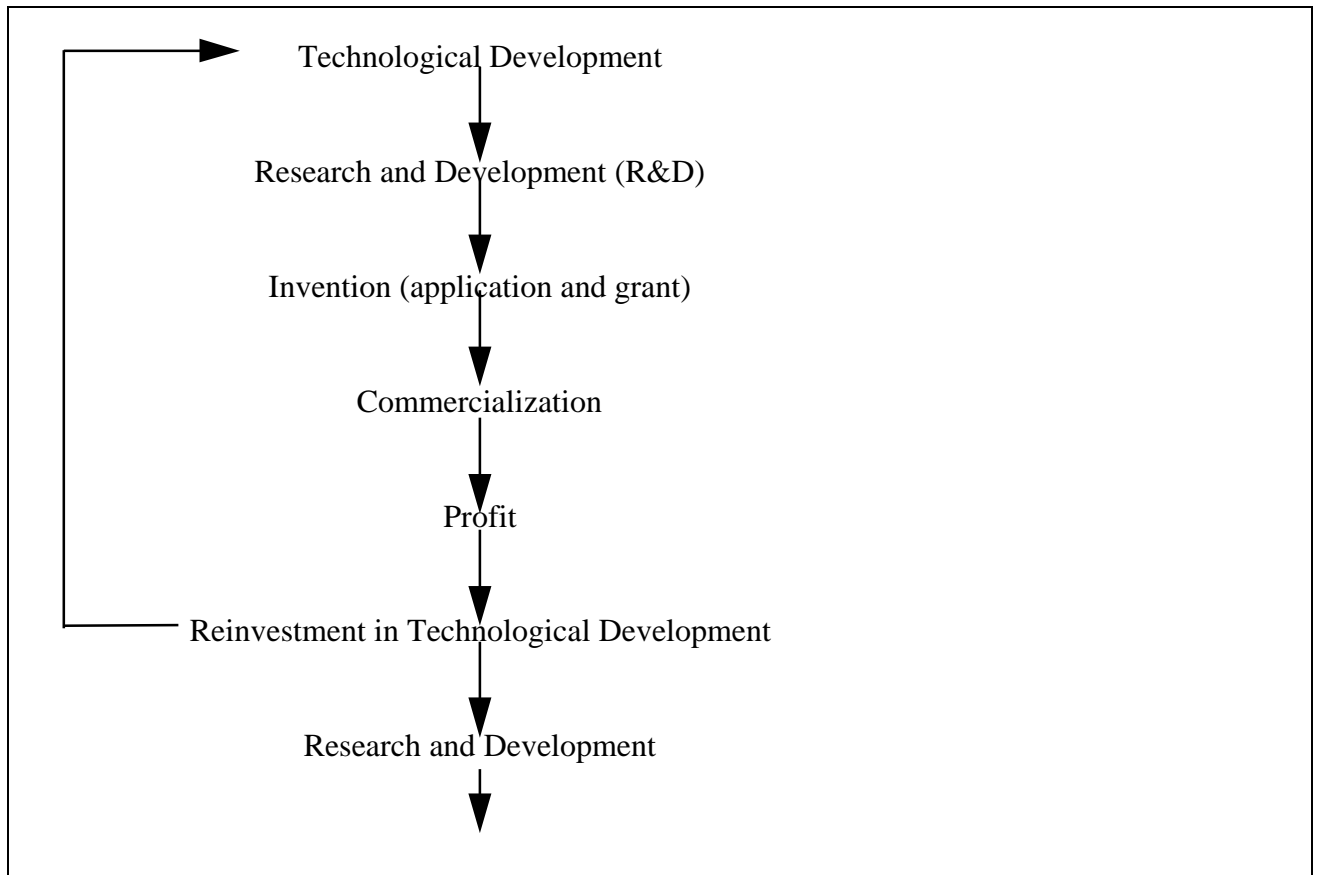 Technological Development
Research and Development (R&D)
Invention (application and grant)
Commercialization
Profit
Reinvestment in Technological Development
Research and Development